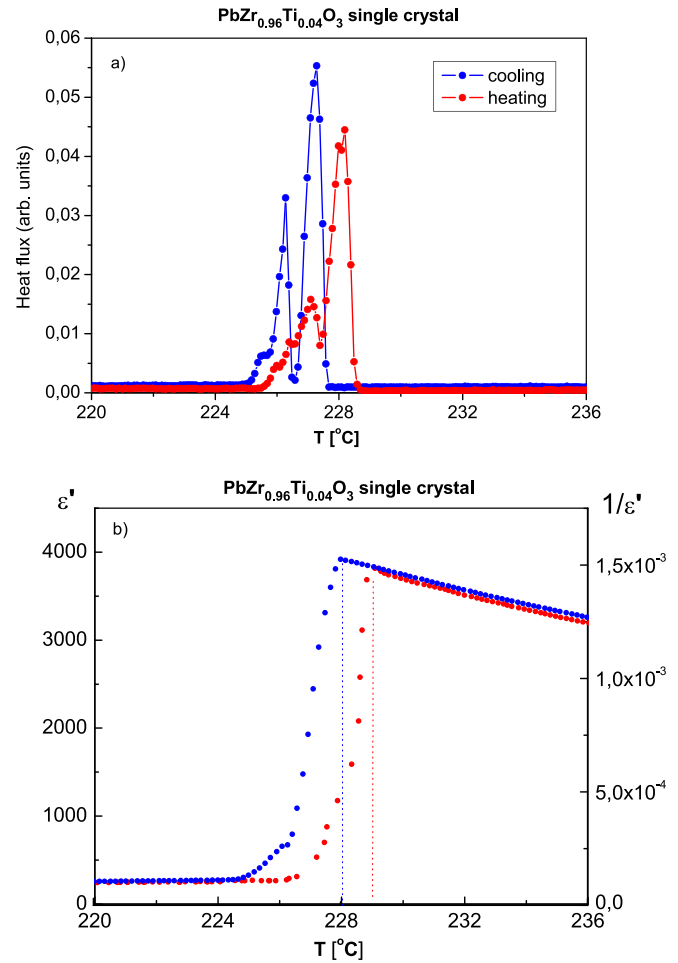 PbZr0.96Ti0.04O3 single crystal
0,06
a)
cooling
heating
0,05
0,04
0,03
0,02
0,01
0,00
Heat flux (arb. units)
220 224 228 232 236
T [oC]
PbZr0.96Ti0.04O3 single crystal
ε' 1/ε'
b)
4000
3000
2000
1000
0
1,5x10-3
1,0x10-3
5,0x10-4
0,0
220 224 228 232 236
T [oC]